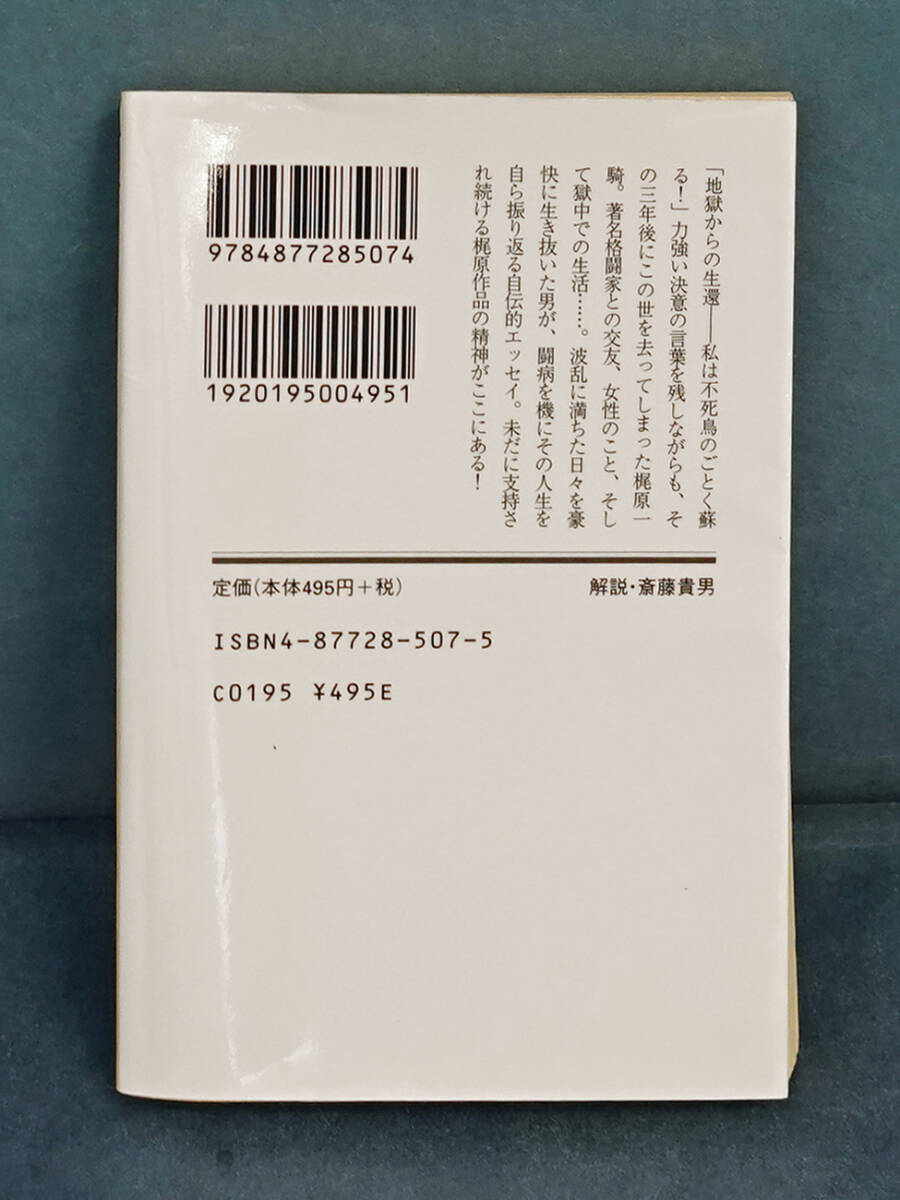 「地獄からの生還――私は不死鳥のごとく蘇
る！」力強い決意の言葉を残しながらも、そ
の三年後にこの世を去ってしまった梶原一
騎。著名格闘家との交友、女性のこと、そし
て獄中での生活……。波乱に満ちた日々を豪
快に生き抜いた男が、闘病を機にその人生を
自ら振り返る自伝的エッセイ。未だに支持さ
れ続ける梶原作品の精神がここにある！
9784877285074
1920195004951
定価（本体495円＋税）
解説・斎藤貴男
ISBN4-87728-507-5
C0195 ¥495E